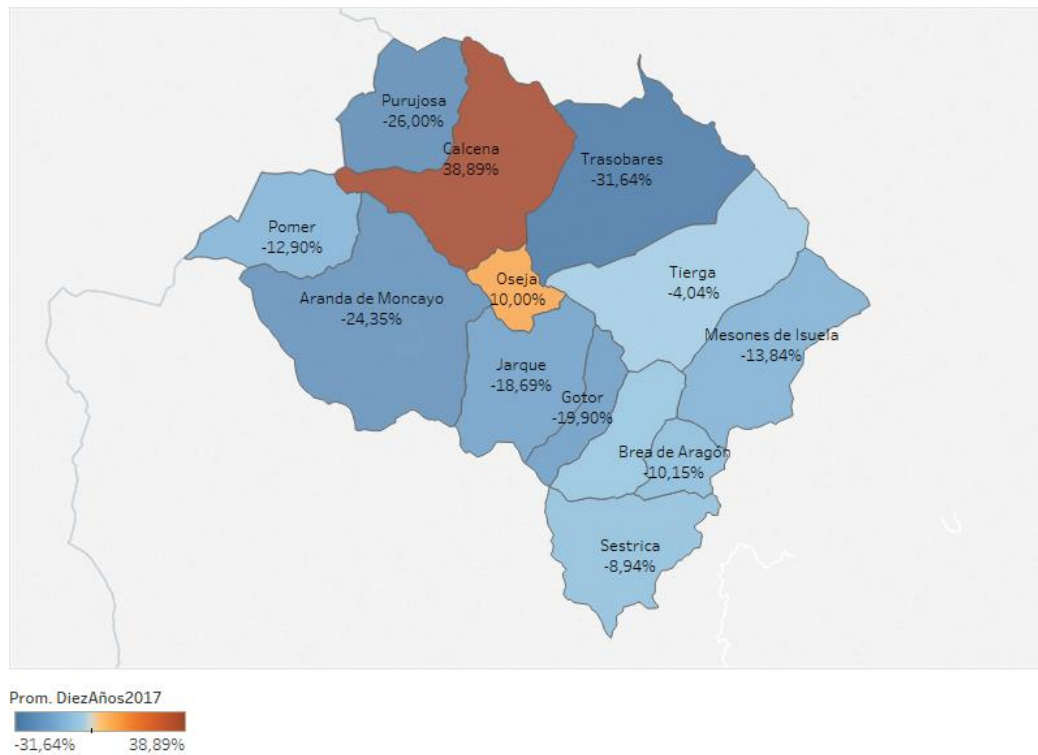 Purujosa
-26,00%
Calcena
38,89%
Trasobares
-31,64%
Pomer
-12,90%
Oseja
10,00%
Tierga
-4,04%
Aranda de Moncayo
-24,35%
Mesones de Isuela
-13,84%
Jarque
-18,69%
Gotor
-19,90%
Brea de Aragón
-10,15%
Sestrica
-8,94%
Prom. DiezAños2017
-31,64% 38,89%